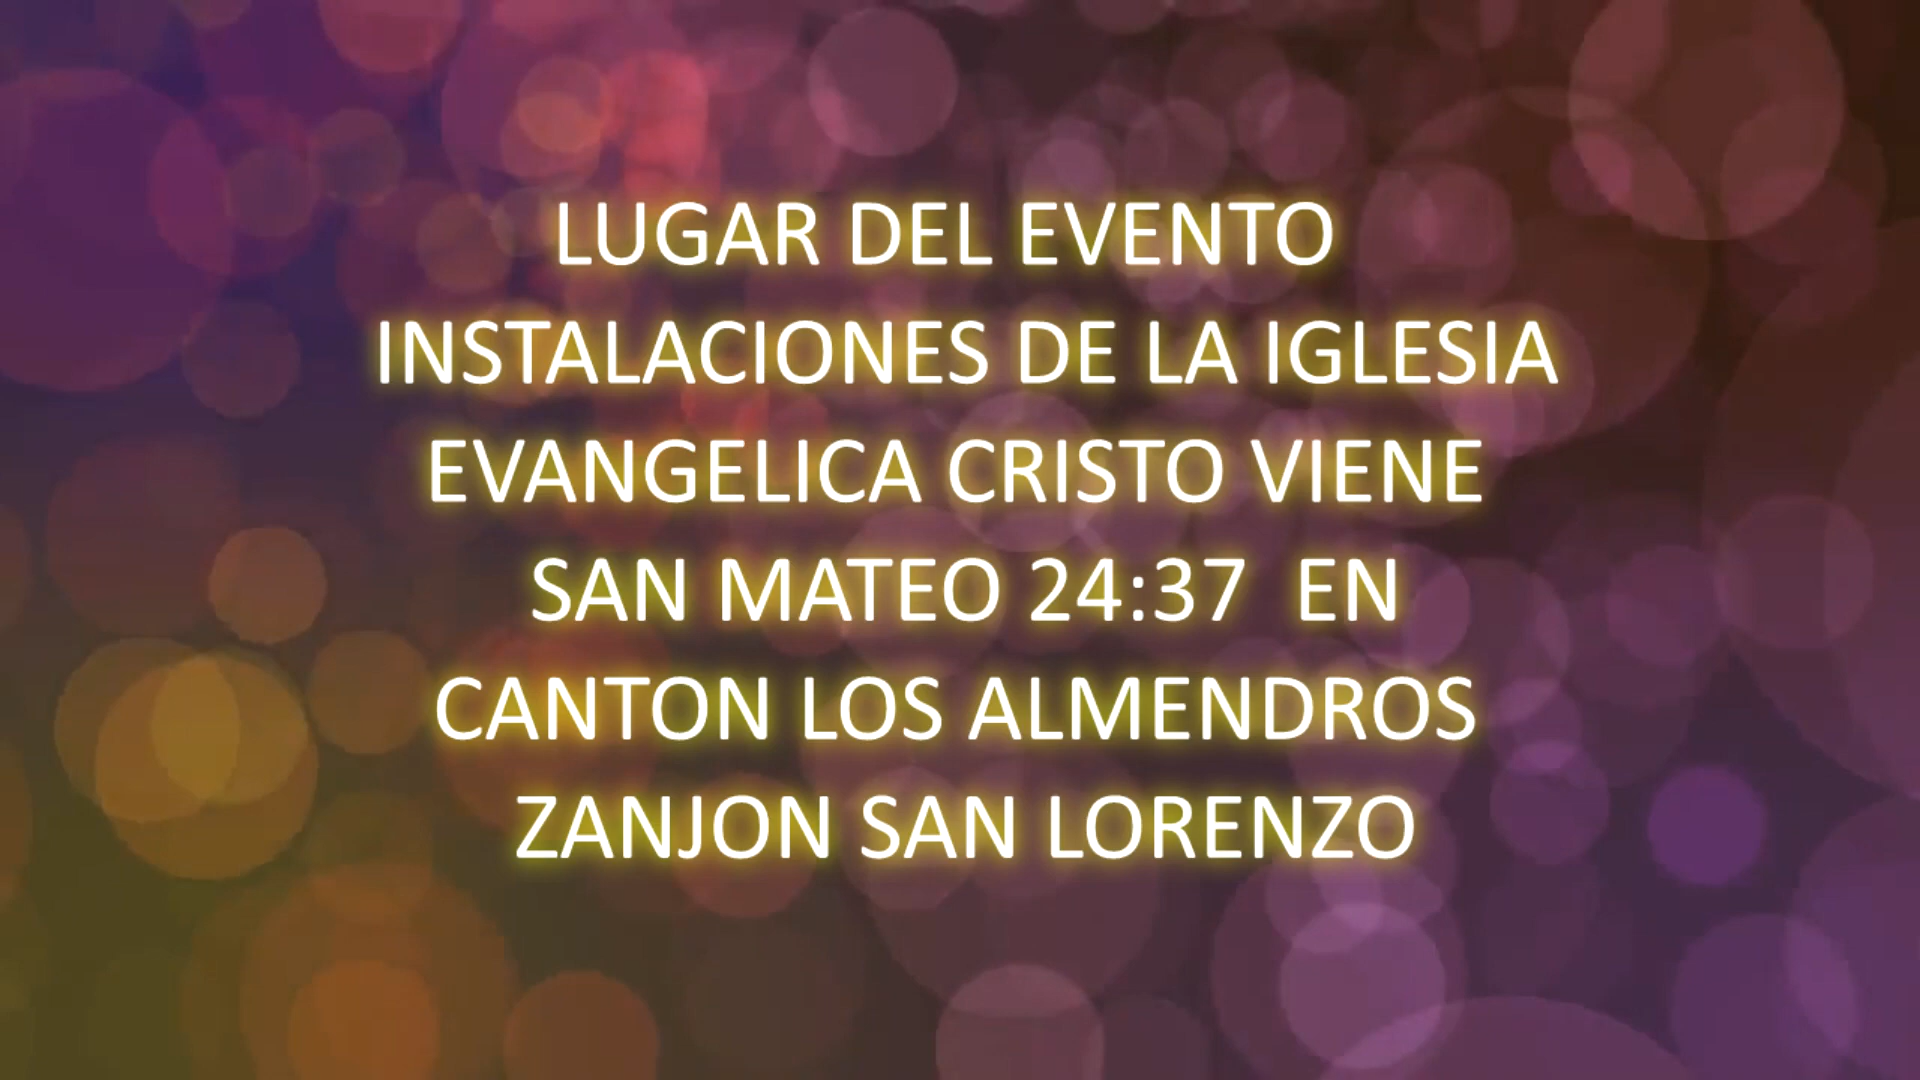 LUGAR DEL EVENTO
INSTALACIONES DE LA IGLESIA
EVANGELICA CRISTO VIENE
SAN MATEO 24:37 EN
CANTON LOS ALMENDROS
ZANJON SAN LORENZO